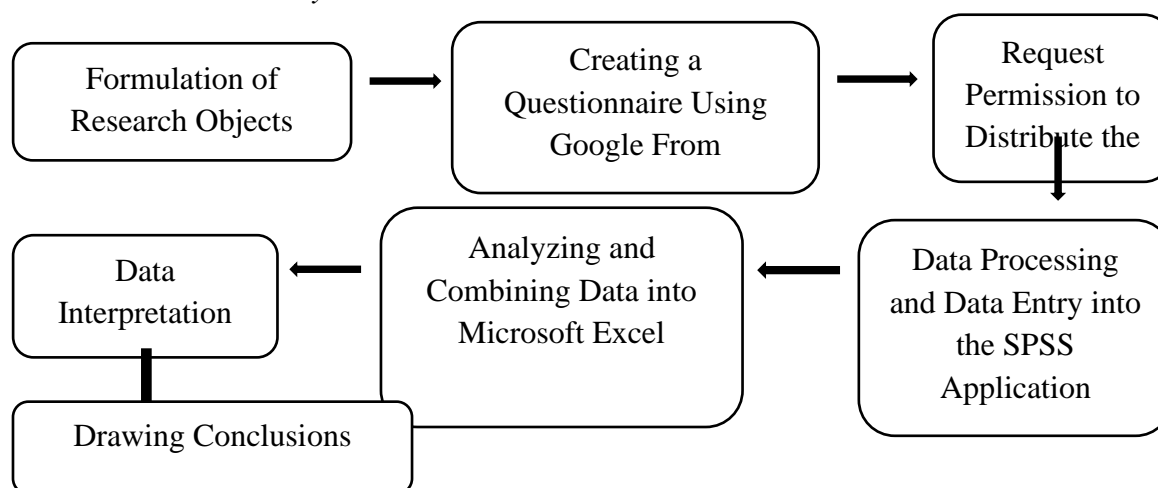 Formulation of
Research Objects
Creating a
Questionnaire Using
Google From
Request
Permission to
Distribute the
Data Processing
and Data Entry into
the SPSS
Application
Analyzing and
Combining Data into
Microsoft Excel
Data
Interpretation
Drawing Conclusions